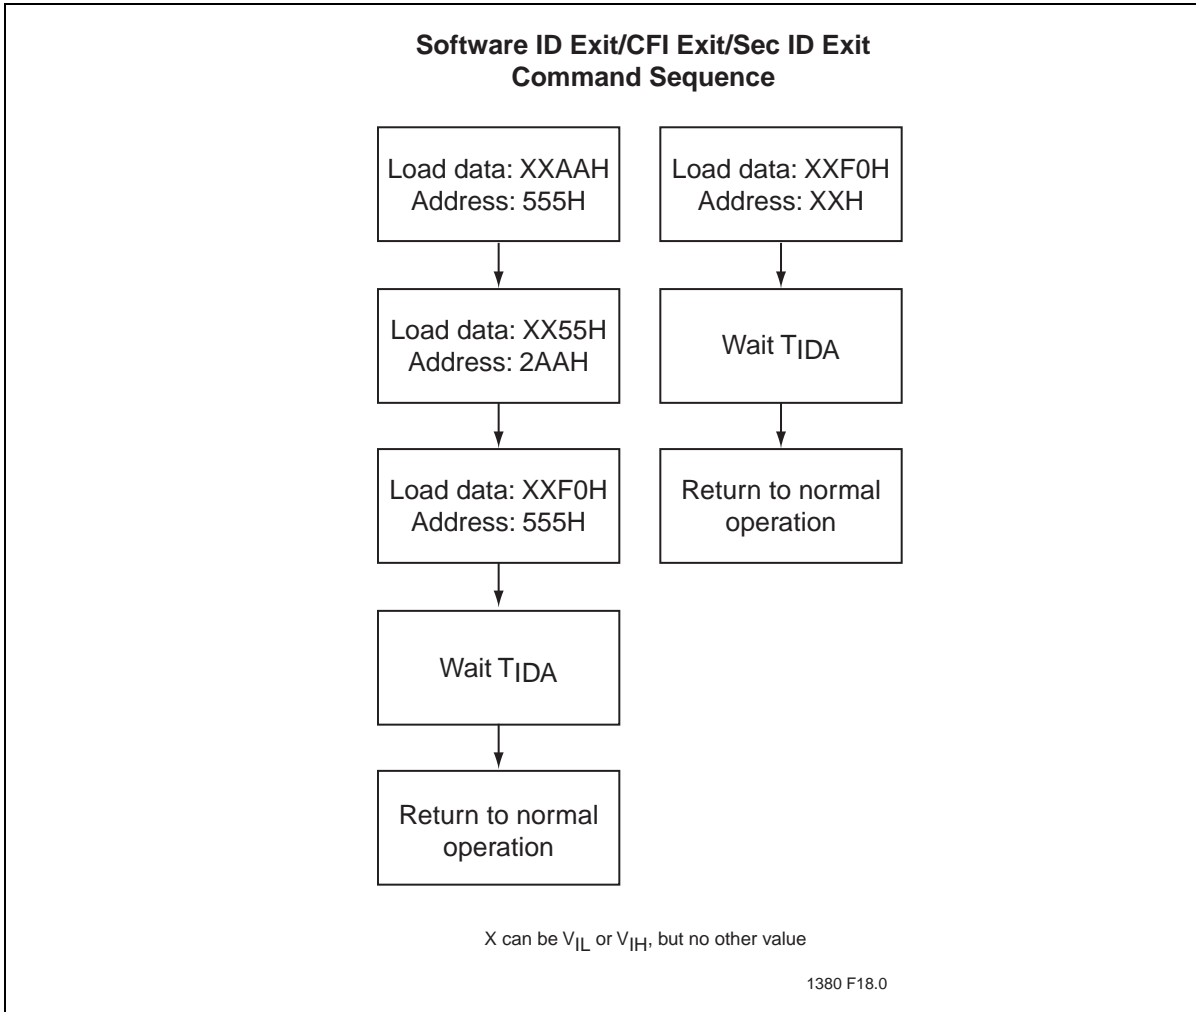 Software ID Exit/CFI Exit/Sec ID Exit
Command Sequence
Load data: XXAAH
Address: 555H
Load data: XX55H
Address: 2AAH
Load data: XXF0H
Address: 555H
Wait TIDA
Return to normal
operation
Load data: XXF0H
Address: XXH
Wait TIDA
Return to normal
operation
X can be VIL or VIH, but no other value
1380 F18.0